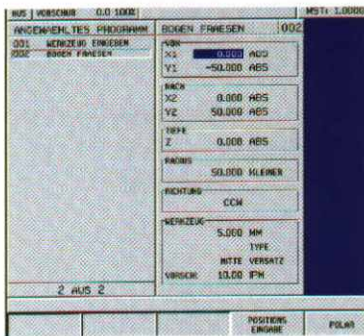 AUS VORSCHUB 0.0 100% MST: 1.0000
ANGEWAEHLTES PROGRAMM
001 WERKZEUG EINGEBEN
002 BOGEN FRAESEN
2 AUS 2
BOGEN FRAESEN 002
VON
X1 0.000 ABS
Y1 -50.000 ABS
NACH
X2 0.000 ABS
Y2 50.000 ABS
TIEFE
Z 0.000 ABS
RADIUS
50.000 KLEINER
RICHTUNG
CCW
WERKZEUG
5.000 MM
TYPE
MITTE VERSATZ
VORSCH 10.00 IPM
POSITIONS EINGABE
POLAR